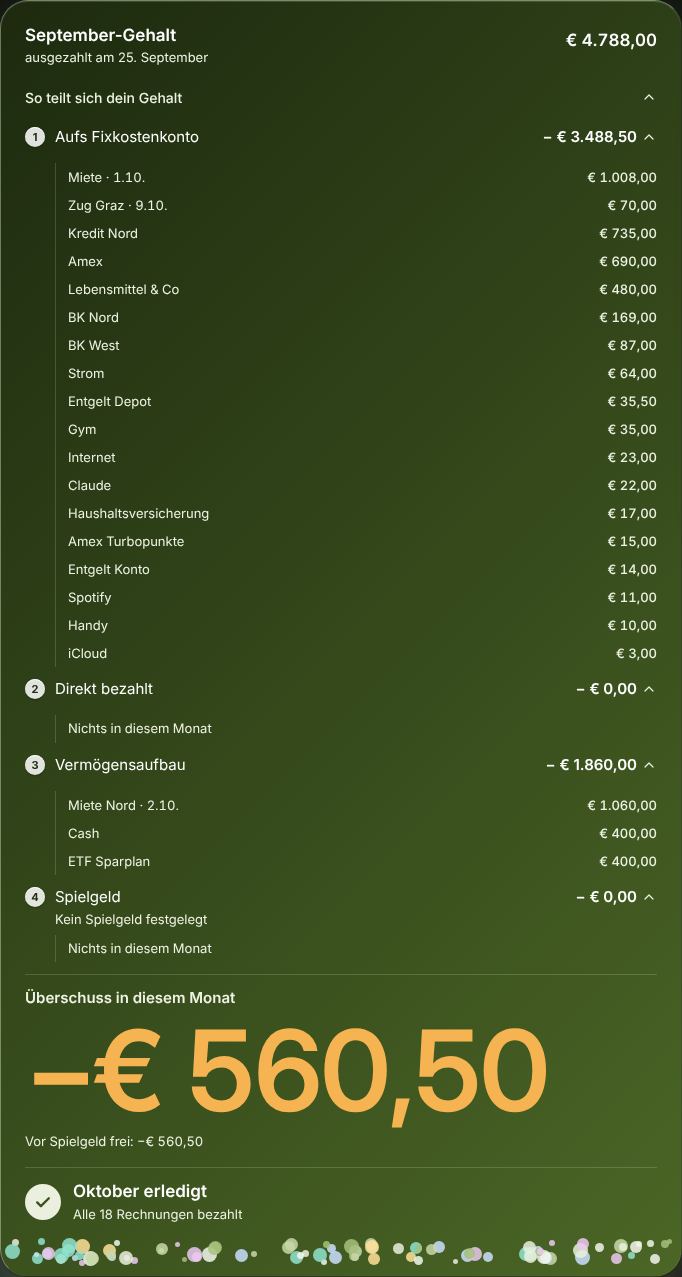 September-Gehalt € 4.788,00
ausgezahlt am 25. September
So teilt sich dein Gehalt
1 Aufs Fixkostenkonto – € 3.488,50
Miete · 1.10. € 1.008,00
Zug Graz · 9.10. € 70,00
Kredit Nord € 735,00
Amex € 690,00
Lebensmittel & Co € 480,00
BK Nord € 169,00
BK West € 87,00
Strom € 64,00
Entgelt Depot € 35,50
Gym € 35,00
Internet € 23,00
Claude € 22,00
Haushaltsversicherung € 17,00
Amex Turbopunkte € 15,00
Entgelt Konto € 14,00
Spotify € 11,00
Handy € 10,00
iCloud € 3,00
2 Direkt bezahlt – € 0,00
Nichts in diesem Monat
3 Vermögensaufbau – € 1.860,00
Miete Nord · 2.10. € 1.060,00
Cash € 400,00
ETF Sparplan € 400,00
4 Spielgeld – € 0,00
Kein Spielgeld festgelegt
Nichts in diesem Monat
Überschuss in diesem Monat
–€ 560,50
Vor Spielgeld frei: –€ 560,50
Oktober erledigt
Alle 18 Rechnungen bezahlt